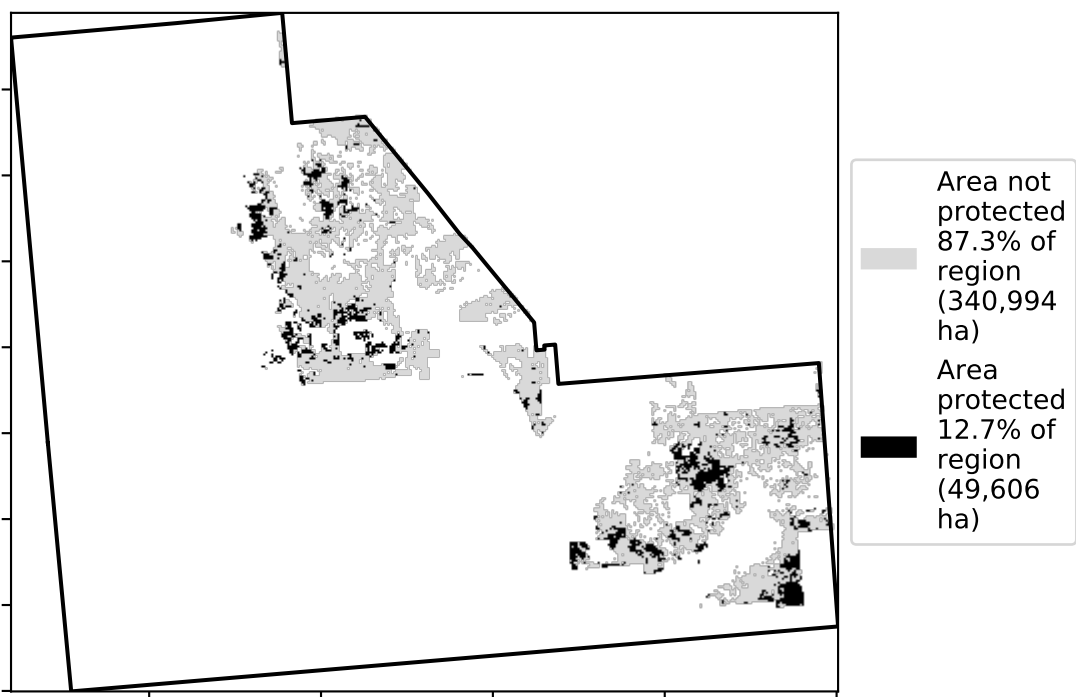 Area not
protected
87.3% of
region
(340,994
ha)
Area
protected
12.7% of
region
(49,606
ha)